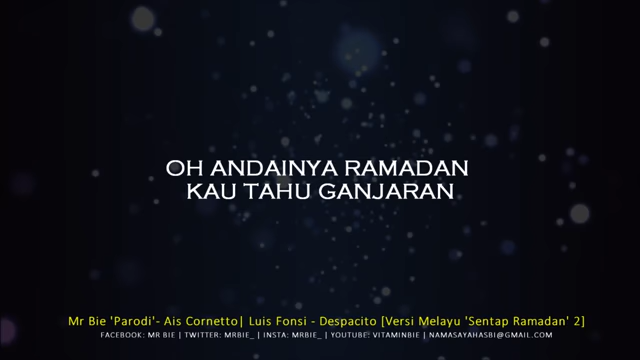 OH ANDAINYA RAMADAN
KAU TAHU GANJARAN
Mr Bie 'Parodi'- Ais Cornetto| Luis Fonsi - Despacito [Versi Melayu 'Sentap Ramadan' 2]
FACEBOOK: MR BIE | TWITTER: MRBIE_ | INSTA: MRBIE_ | YOUTUBE: VITAMINBIE | NAMASAYAHASBI@GMAIL.COM